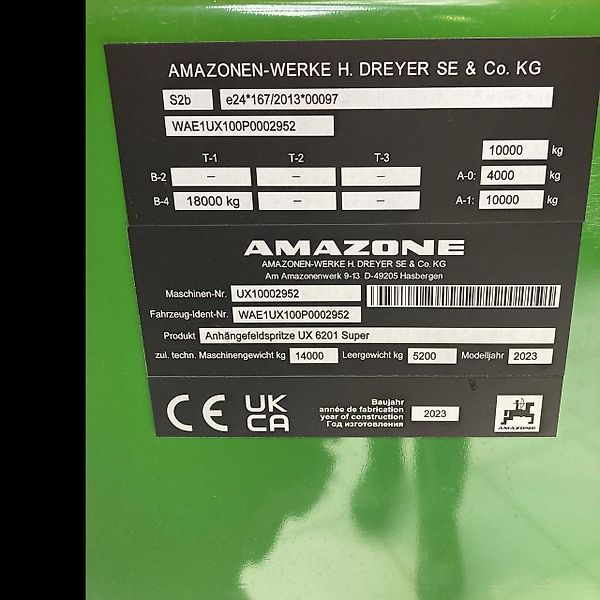 AMAZONEN-WERKE H. DREYER SE & Co. KG
S2b e24*167/2013*00097
WAE1UX100P0002952
10000 kg
T-1 T-2 T-3
B-2 – – – A-0: 4000 kg
B-4 18000 kg – – A-1: 10000 kg
AMAZONE
AMAZONEN-WERKE H. DREYER SE & Co. KG
Am Amazonenwerk 9-13 D-49205 Hasbergen
Maschinen-Nr. UX10002952
Fahrzeug-Ident-Nr. WAE1UX100P0002952
Produkt Anhängefeldspritze UX 6201 Super
zul. techn. Maschinengewicht kg 14000 Leergewicht kg 5200 Modelljahr 2023
CE UKCA
Baujahr
année de fabrication
year of construction
Год изготовления
2023
AMAZONE